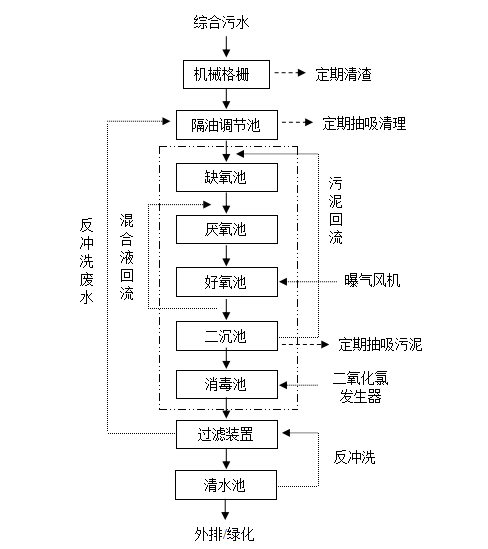 综合污水
机械格栅
定期清渣
隔油调节池
定期抽吸清理
缺氧池
污泥回流
厌氧池
混合液回流
反冲洗废水
好氧池
曝气风机
二沉池
定期抽吸污泥
消毒池
二氧化氯
发生器
过滤装置
反冲洗
清水池
外排/绿化